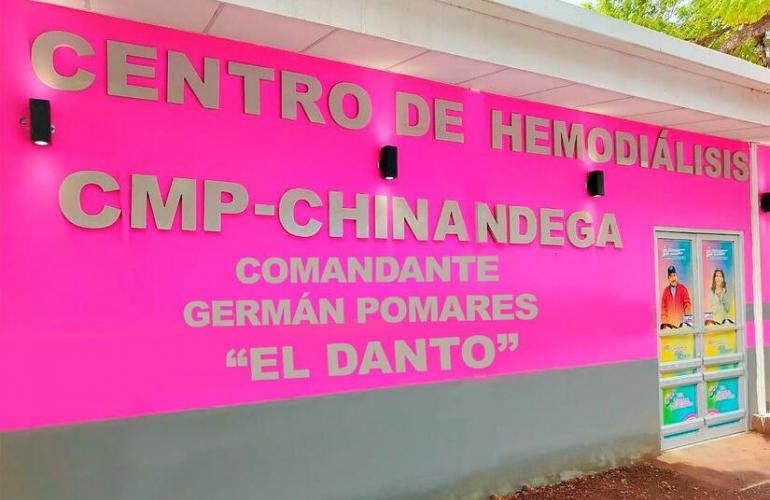 CENTRO DE HEMODIÁLISIS
CMP-CHINANDEGA
COMANDANTE
GERMÁN POMARES
“EL DANTO”